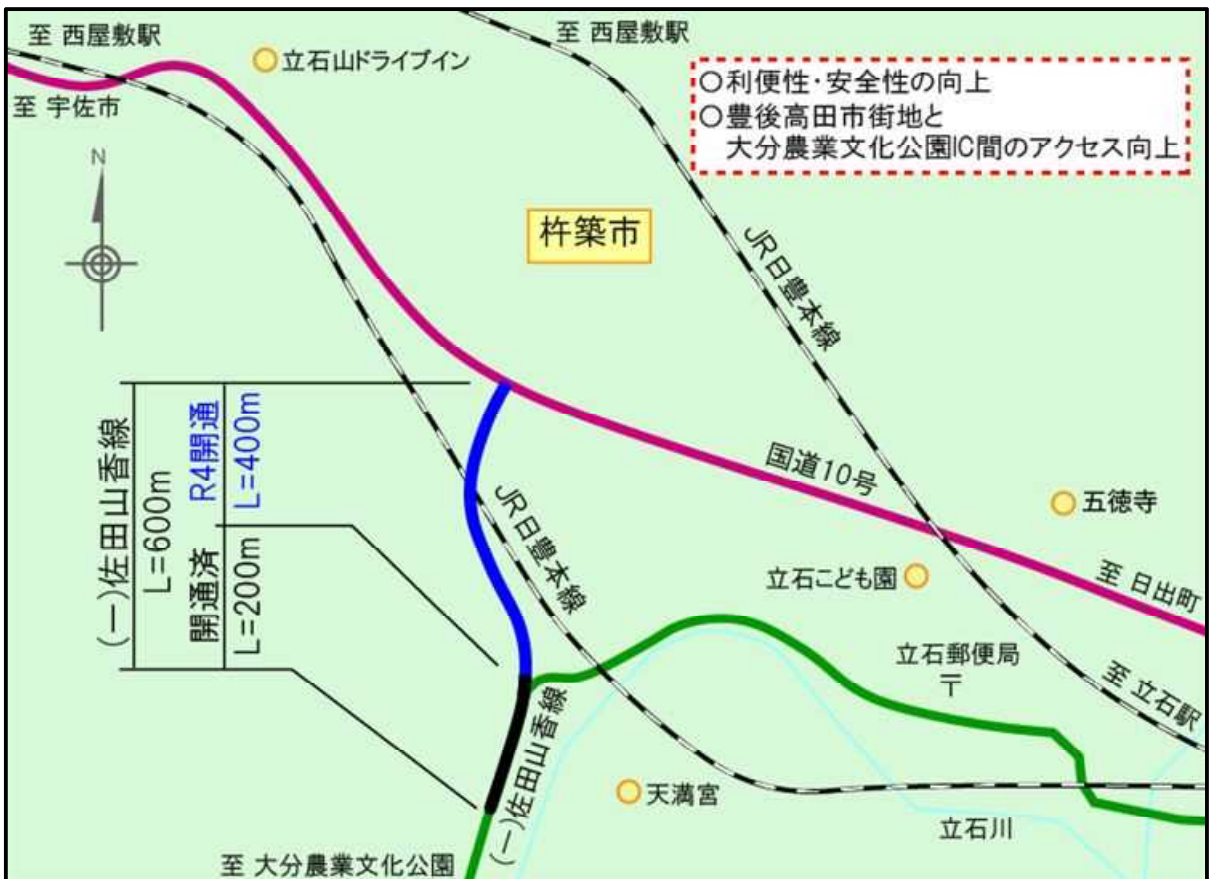 至 西屋敷駅
立石山ドライブイン
至 宇佐市
至 西屋敷駅
○利便性･安全性の向上
○豊後高田市街地と
大分農業文化公園IC間のアクセス向上
N
杵築市
JR日豊本線
(一)佐田山香線
L=600m
R4開通
L=400m
開通済
L=200m
国道10号
五徳寺
JR日豊本線
立石こども園
至 日出町
立石郵便局
〒
至 立石駅
(一)佐田山香線
天満宮
立石川
至 大分農業文化公園